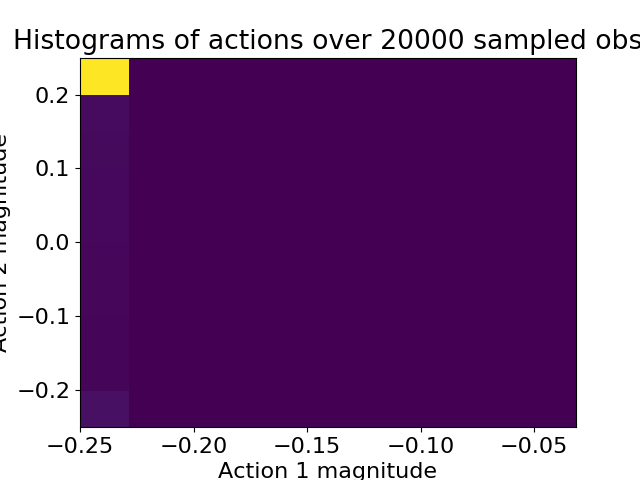 Histograms of actions over 20000 sampled obs
0.2
0.1
0.0
−0.1
−0.2
Action 2 magnitude
−0.25 −0.20 −0.15 −0.10 −0.05
Action 1 magnitude